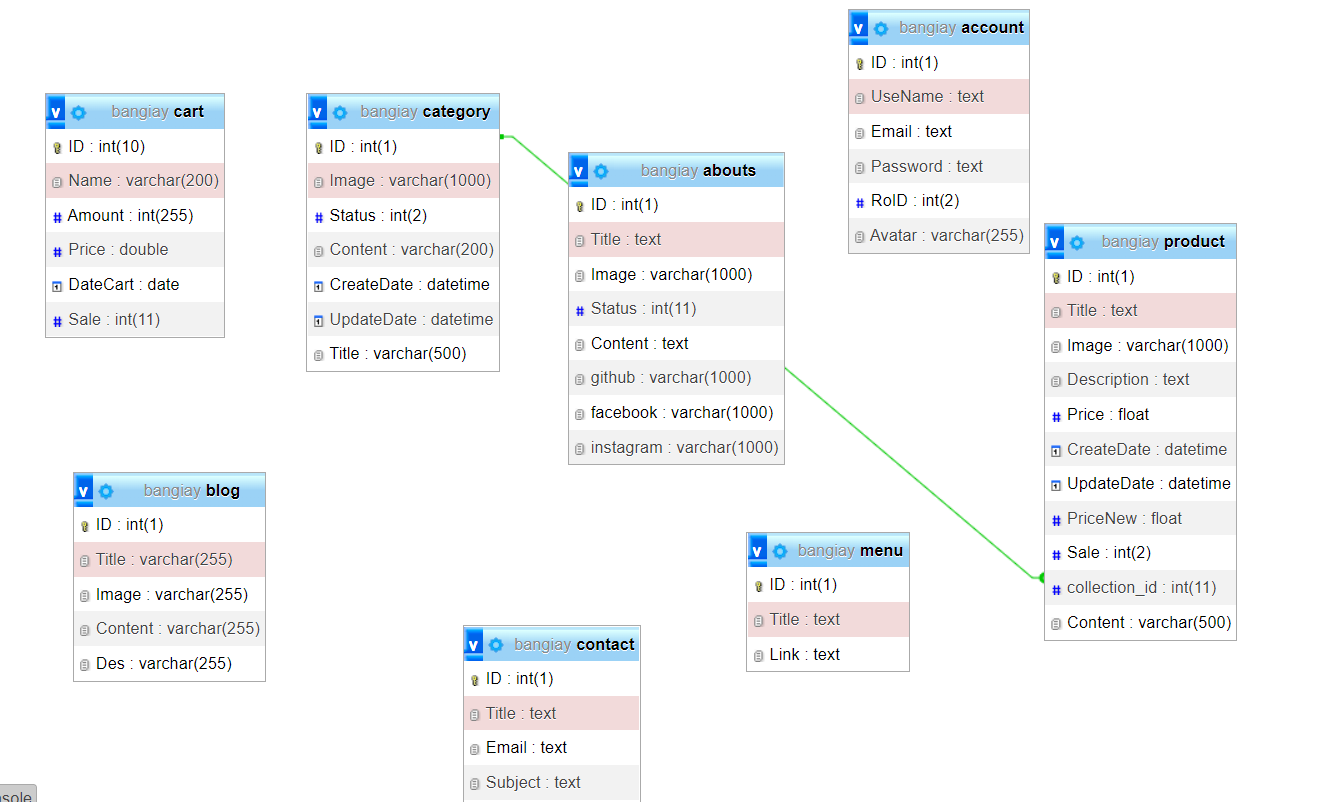 bangiay account
ID : int(1)
UseName : text
Email : text
Password : text
RoID : int(2)
Avatar : varchar(255)
bangiay cart
ID : int(10)
Name : varchar(200)
Amount : int(255)
Price : double
DateCart : date
Sale : int(11)
bangiay category
ID : int(1)
Image : varchar(1000)
Status : int(2)
Content : varchar(200)
CreateDate : datetime
UpdateDate : datetime
Title : varchar(500)
bangiay abouts
ID : int(1)
Title : text
Image : varchar(1000)
Status : int(11)
Content : text
github : varchar(1000)
facebook : varchar(1000)
instagram : varchar(1000)
bangiay product
ID : int(1)
Title : text
Image : varchar(1000)
Description : text
Price : float
CreateDate : datetime
UpdateDate : datetime
PriceNew : float
Sale : int(2)
collection_id : int(11)
Content : varchar(500)
bangiay blog
ID : int(1)
Title : varchar(255)
Image : varchar(255)
Content : varchar(255)
Des : varchar(255)
bangiay menu
ID : int(1)
Title : text
Link : text
bangiay contact
ID : int(1)
Title : text
Email : text
Subject : text